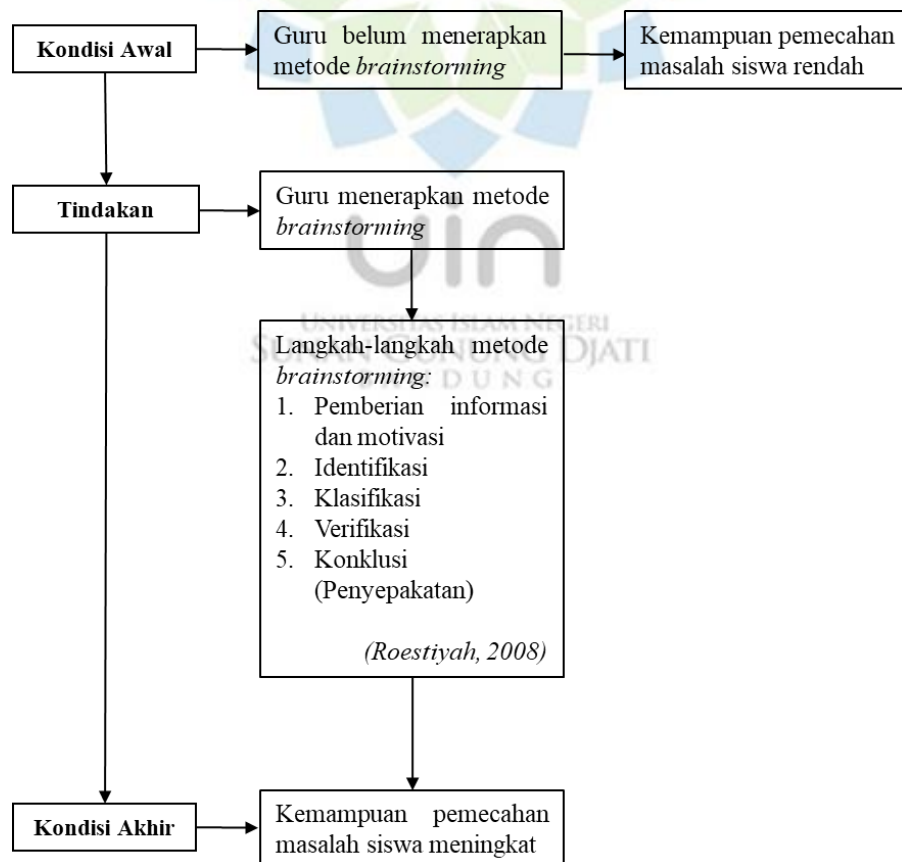 Kondisi Awal
Guru belum menerapkan
metode brainstorming
Kemampuan pemecahan
masalah siswa rendah
Tindakan
Guru menerapkan metode
brainstorming
uin
UNIVERSITAS ISLAM NEGERI
SUNAN GUNUNG DJATI
BANDUNG
Langkah-langkah metode
brainstorming:
1. Pemberian informasi
dan motivasi
2. Identifikasi
3. Klasifikasi
4. Verifikasi
5. Konklusi
(Penyepakatan)
(Roestiyah, 2008)
Kondisi Akhir
Kemampuan pemecahan
masalah siswa meningkat